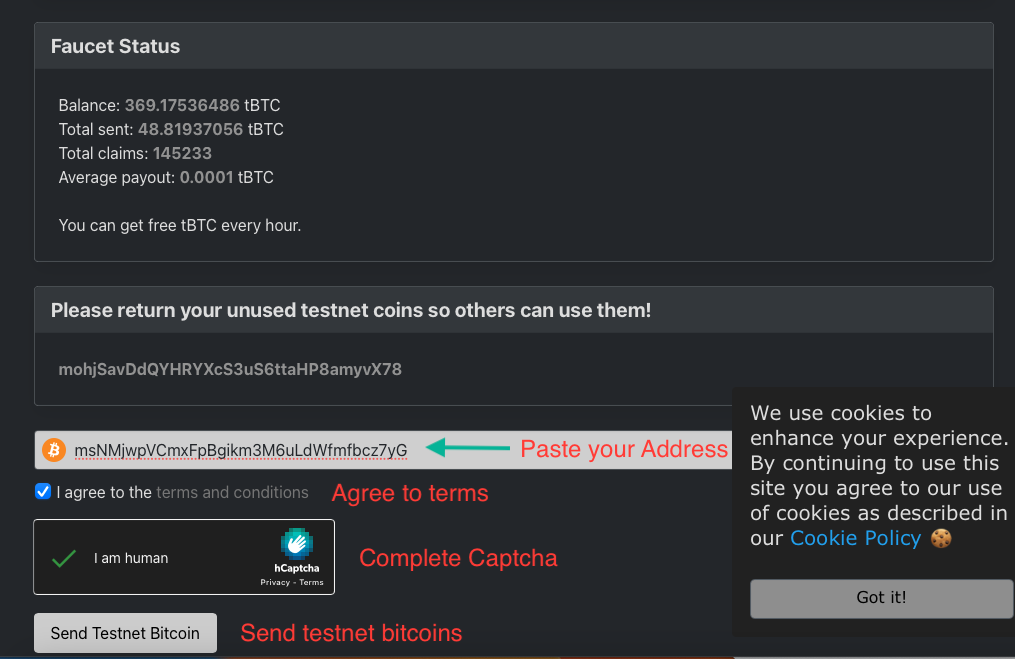 Faucet Status
Balance: 369.17536486 tBTC
Total sent: 48.81937056 tBTC
Total claims: 145233
Average payout: 0.0001 tBTC
You can get free tBTC every hour.
Please return your unused testnet coins so others can use them!
mohjSavDdQYHRYXcS3uS6ttaHP8amyvX78
msNMjwpVCmxFpBgikm3M6uLdWfmfbcz7yG
Paste your Address
I agree to the terms and conditions
Agree to terms
I am human
hCaptcha
Privacy - Terms
Complete Captcha
Send Testnet Bitcoin
Send testnet bitcoins
We use cookies to
enhance your experience.
By continuing to use this
site you agree to our use
of cookies as described in
our Cookie Policy 🍪
Got it!